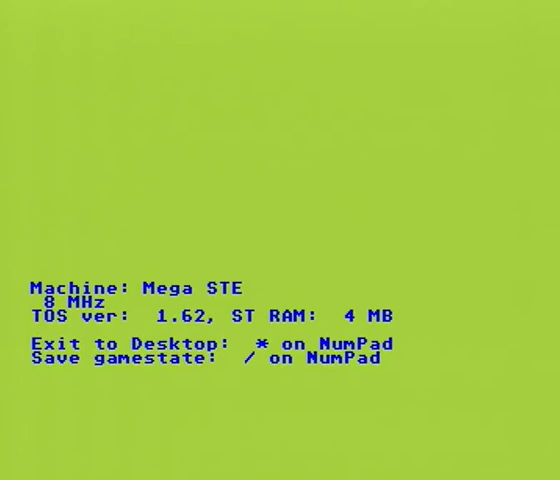 Machine: Mega STE
8 MHz
TOS ver: 1.62, ST RAM: 4 MB
Exit to Desktop: * on NumPad
Save gamestate: / on NumPad